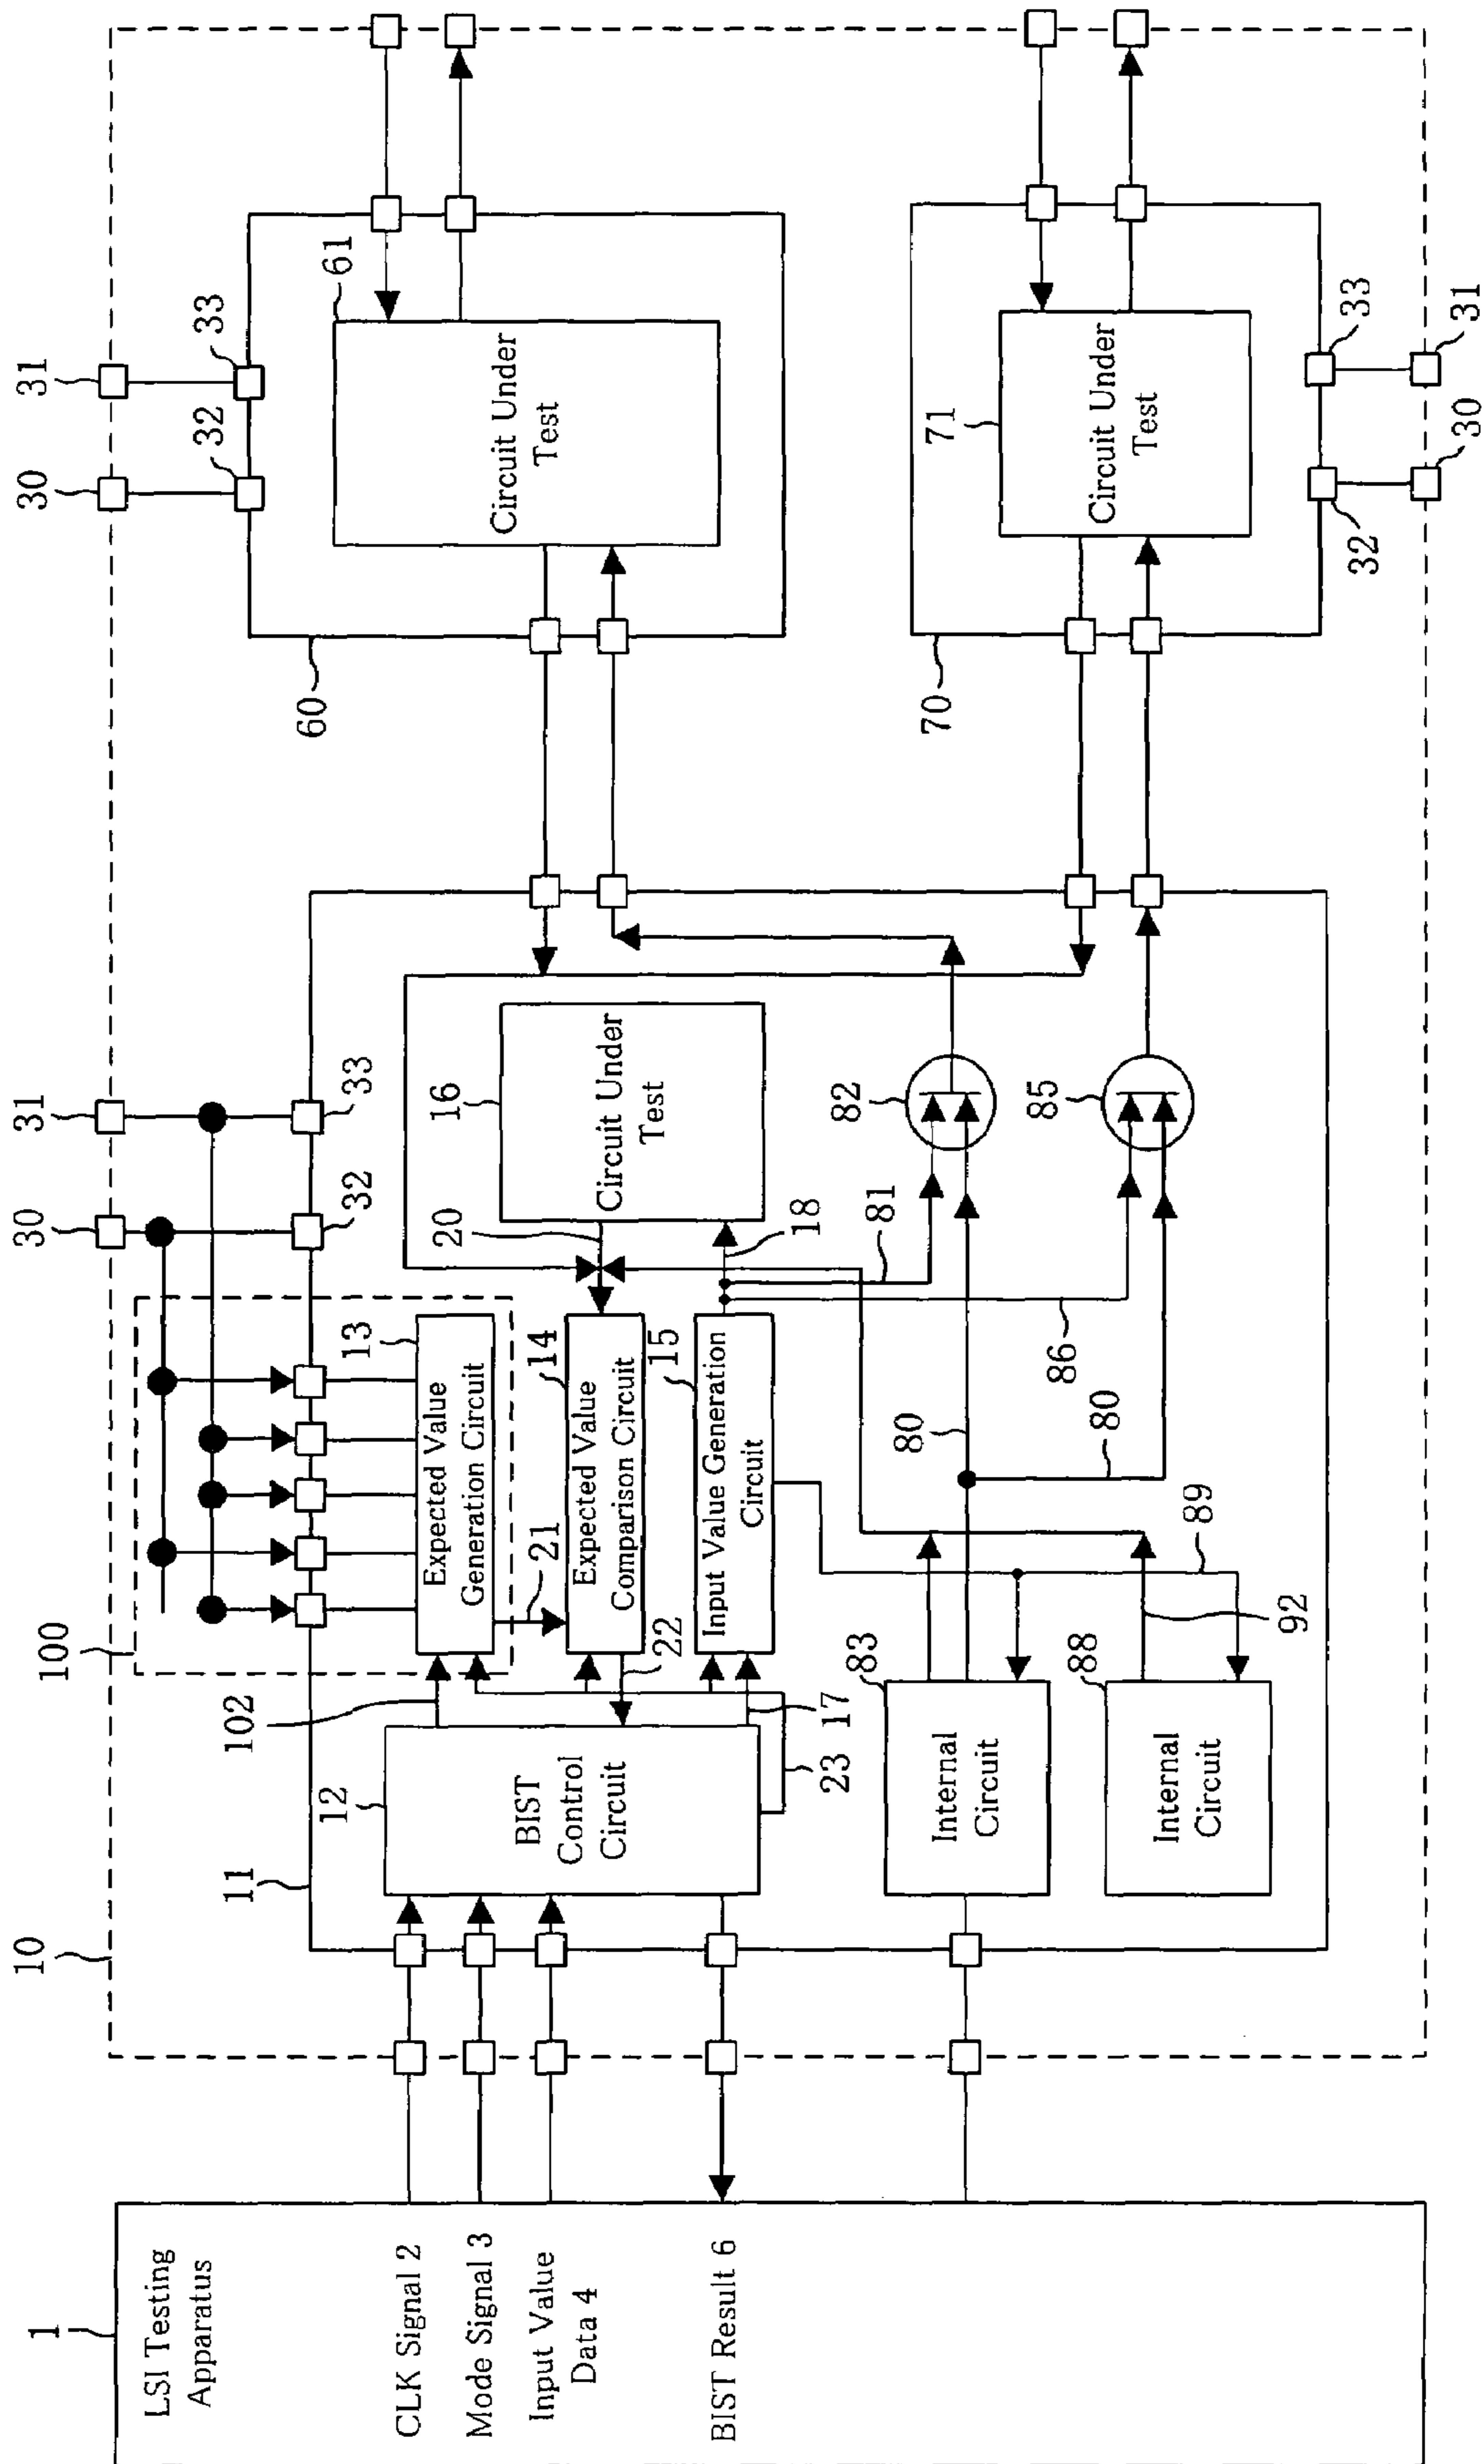 1
LSI Testing
Apparatus
CLK Signal 2
Mode Signal 3
Input Value
Data 4
BIST Result 6
10
11
12
BIST
Control
Circuit
102
100
13
Expected Value
Generation Circuit
21
14
Expected Value
Comparison Circuit
22
15
Input Value Generation
Circuit
17
23
83
Internal
Circuit
88
Internal
Circuit
92
89
80
80
86
81
18
20
16
Circuit Under
Test
82
85
30
31
32
33
60
61
Circuit Under
Test
30
31
32
33
70
71
Circuit Under
Test
32
33
30
31